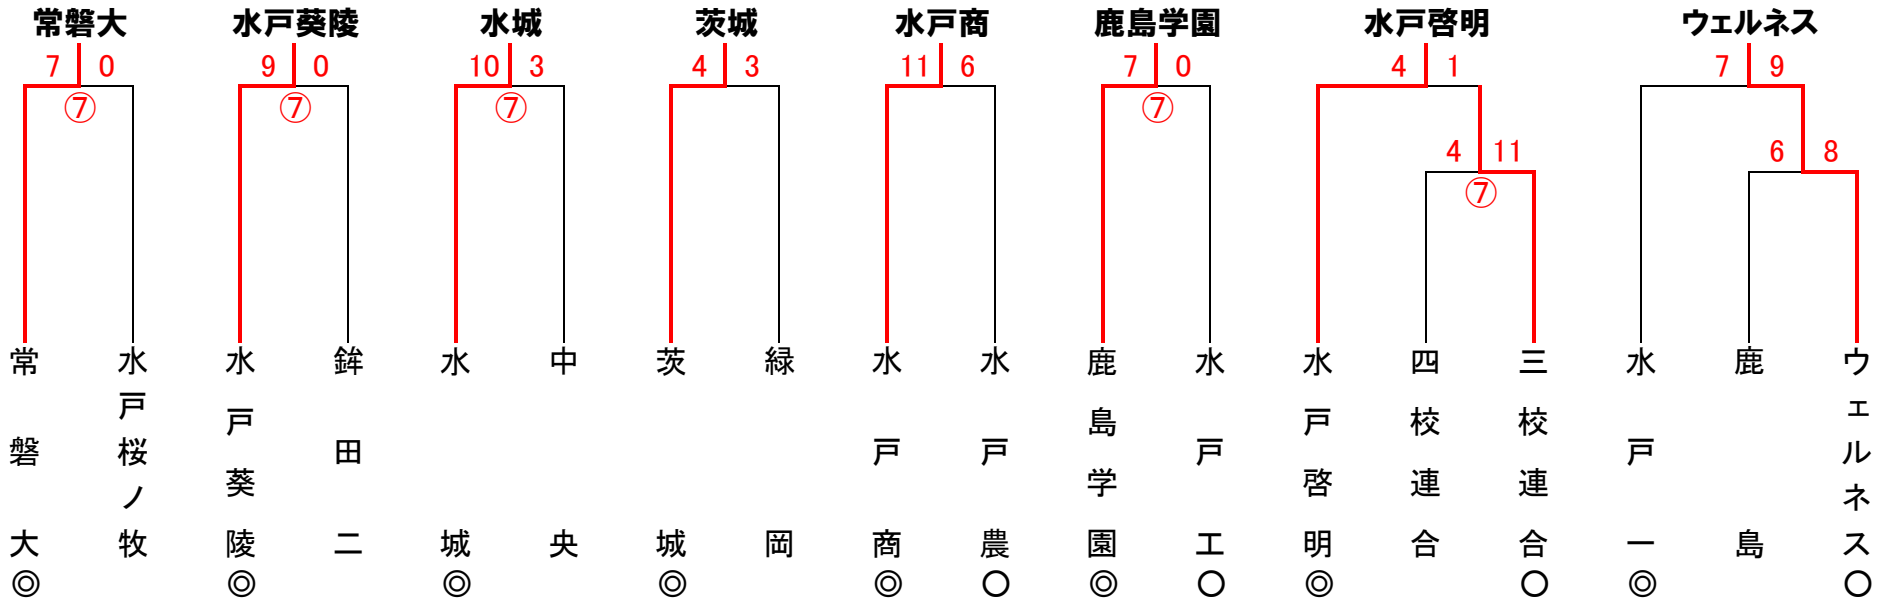 常磐大 水戸葵陵 水城 茨城 水戸商 鹿島学園 水戸啓明 ウェルネス
7 0 9 0 10 3 4 3 11 6 7 0 4 1 7 9
⑦ ⑦ ⑦ ⑦
4 11 6 8
⑦
常磐大◎
水戸桜ノ牧
水戸葵陵◎
鉾田二
水城◎
中央
茨城◎
緑岡
水戸商◎
水戸農○
鹿島学園◎
水戸工○
水戸啓明◎
四校連合
三校連合○
水戸一◎
鹿島
ウェルネス○